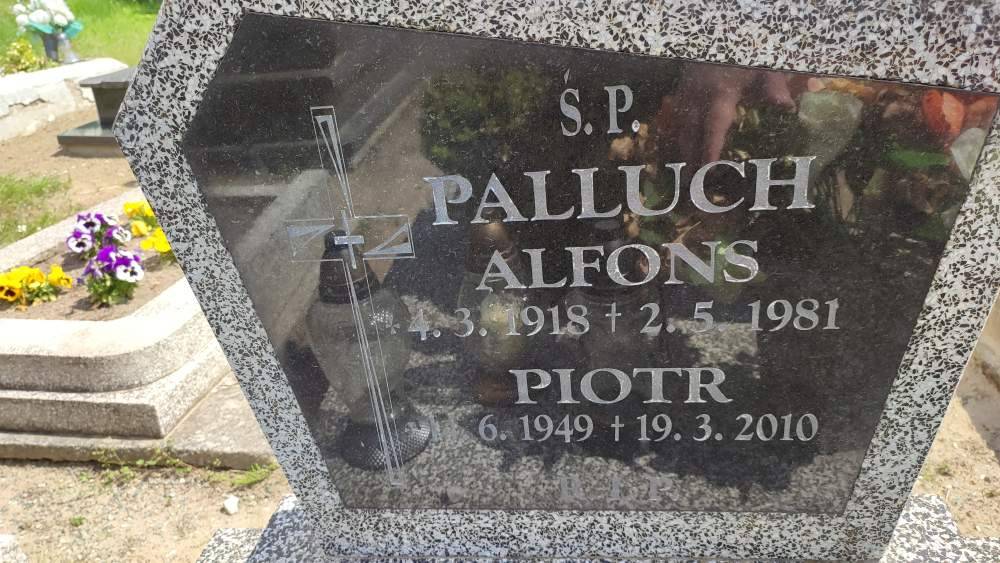 Ś. P.
PALLUCH
ALFONS
* 4. 3. 1918 † 2. 5. 1981
PIOTR
6. 1949 † 19. 3. 2010
R. I. P.